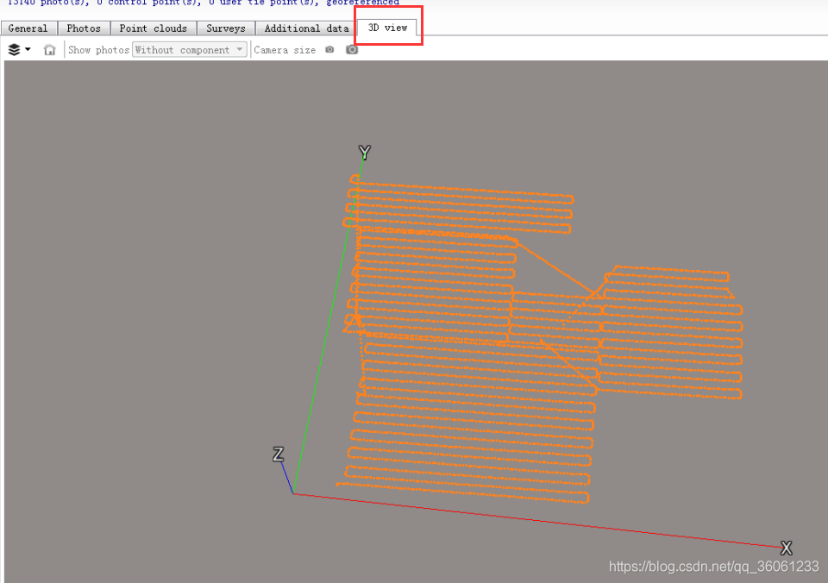 13140 photo(s), 0 control point(s), 0 user tie point(s), georeferenced
General Photos Point clouds Surveys Additional data 3D view
Show photos Without component Camera size
Y
Z
X
https://blog.csdn.net/qq_36061233